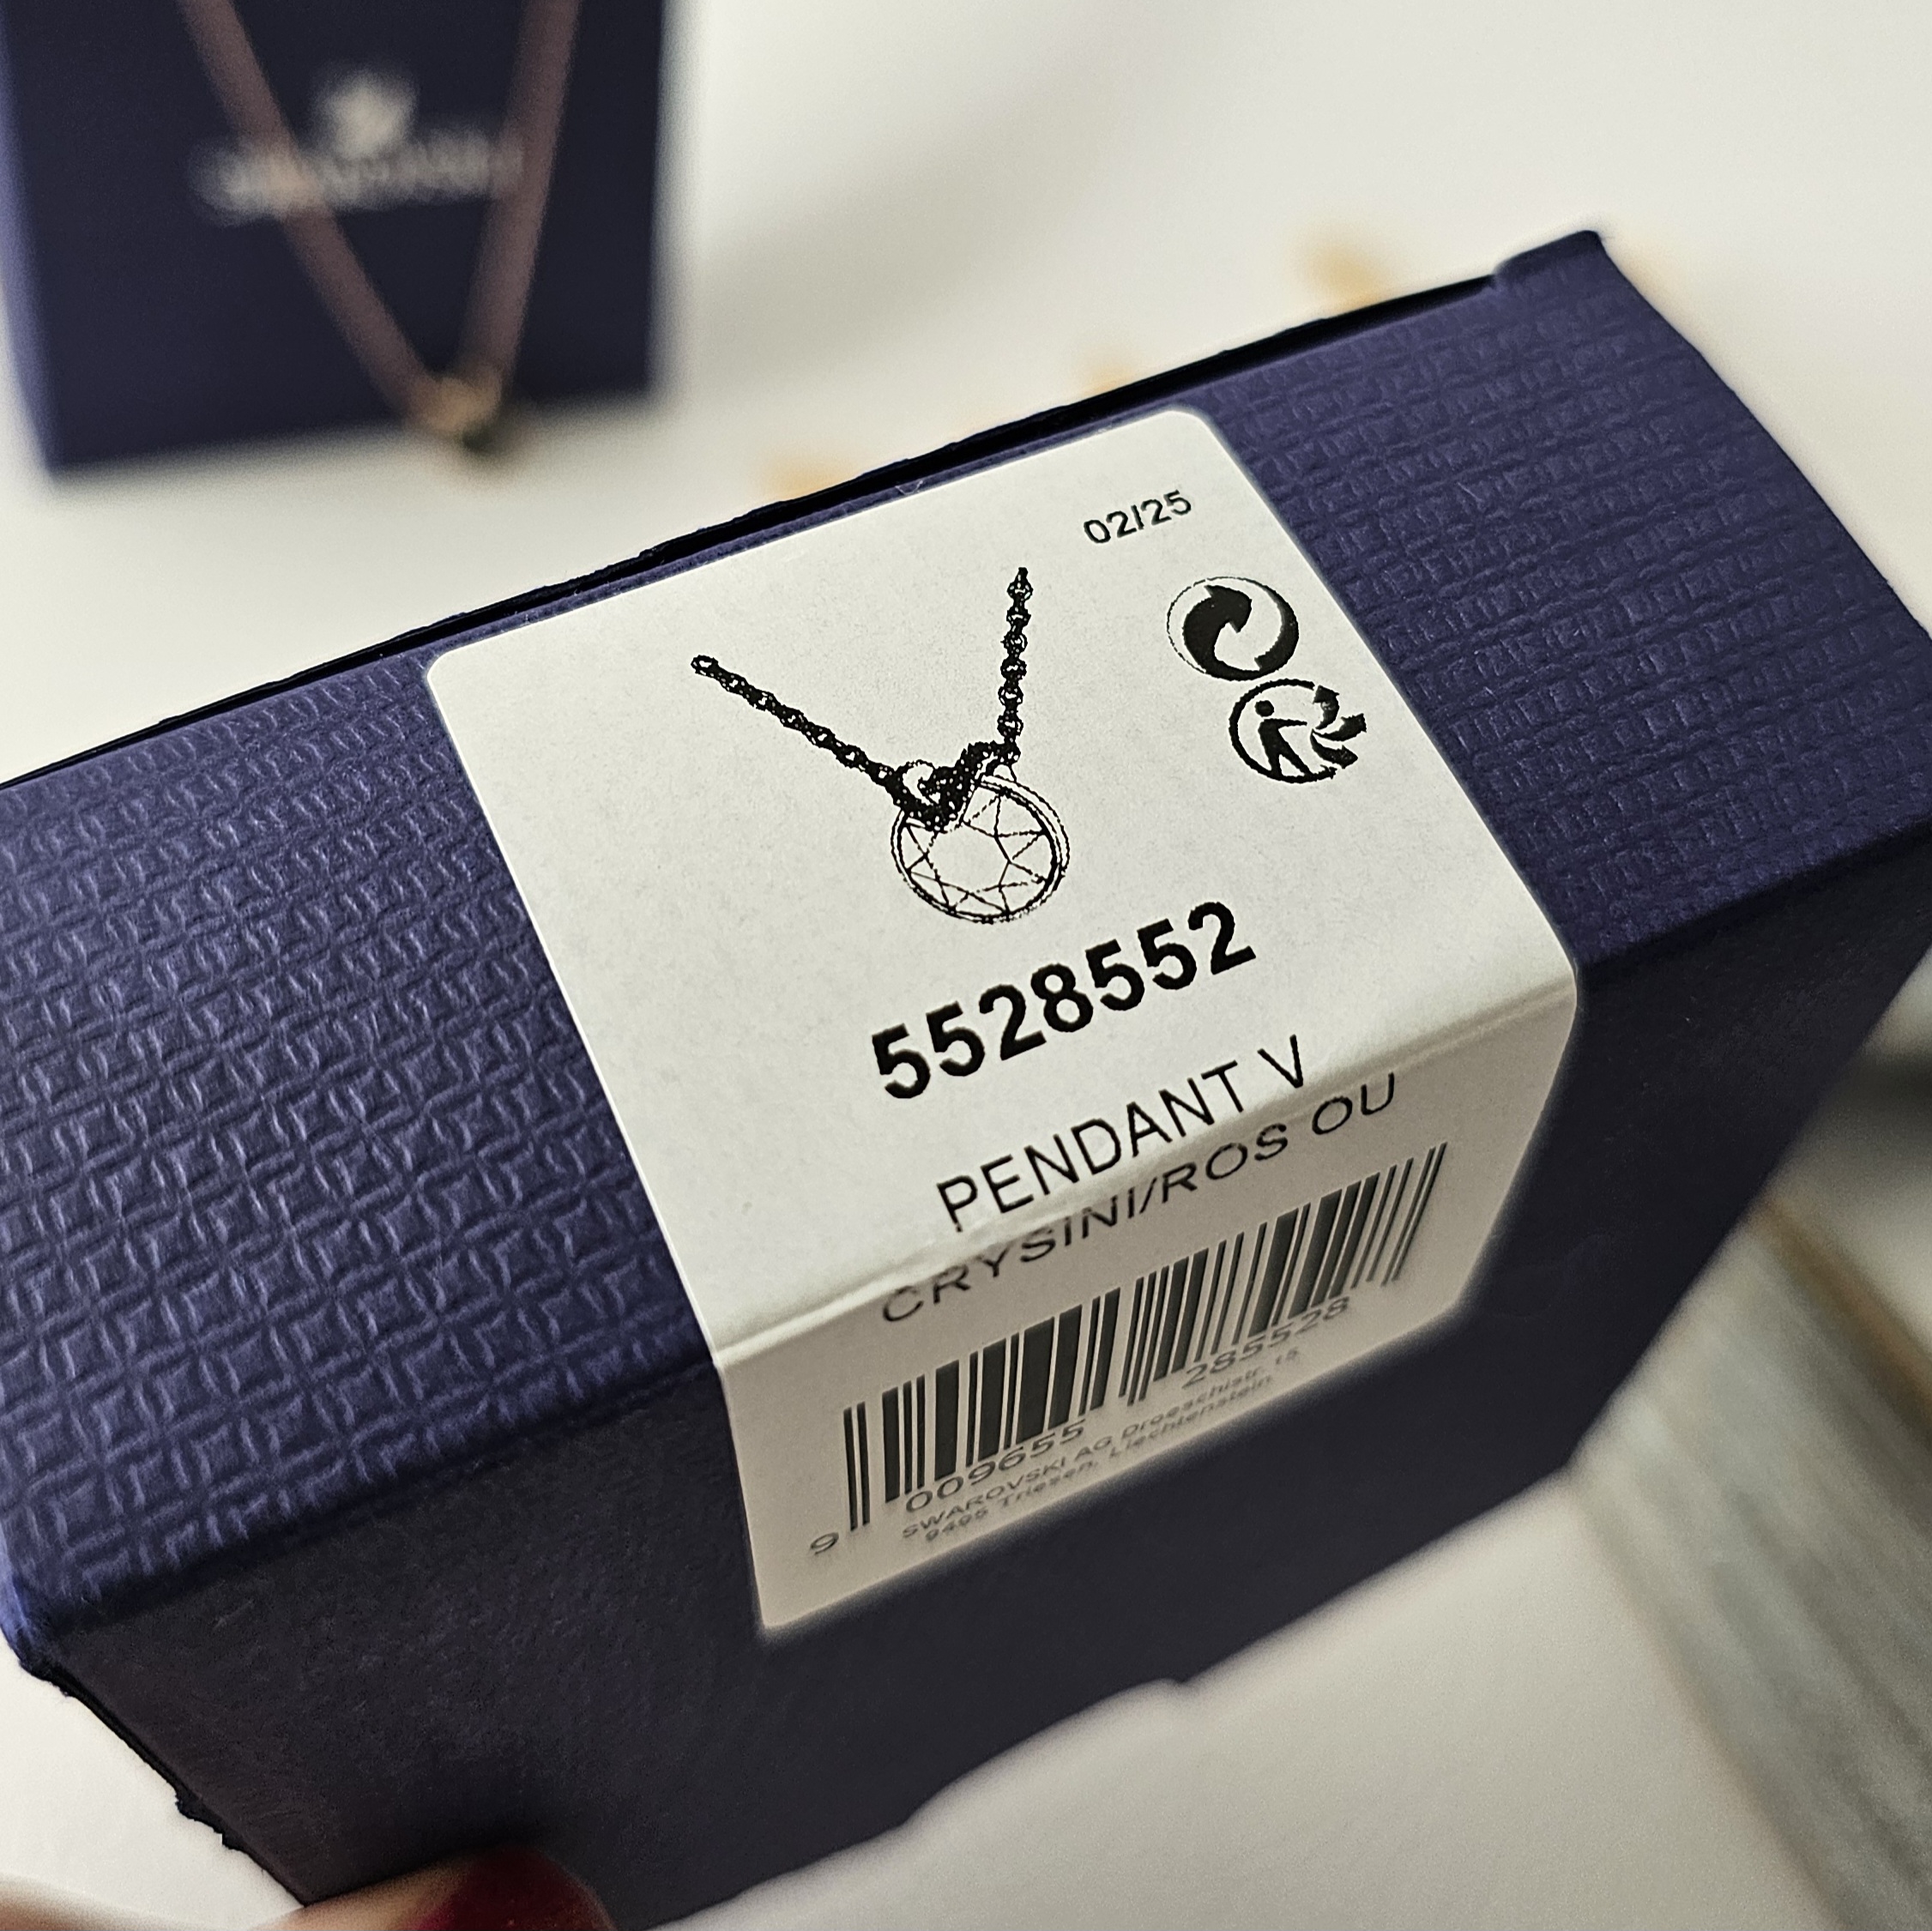 02/25
5528552
PENDANT V
CRYSINI/ROS OU
9 009655 285528
SWAROVSKI AG Droeschistr. 15
9495 Triesen, Liechtenstein